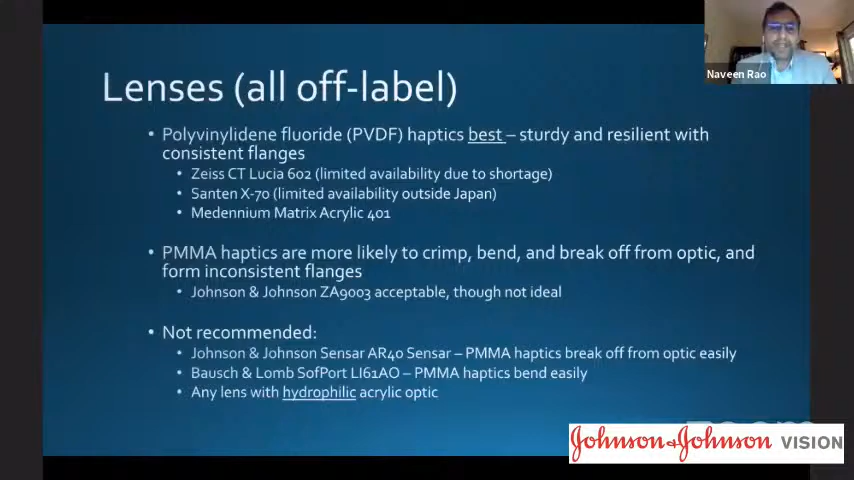 Naveen Rao
Lenses (all off-label)
• Polyvinylidene fluoride (PVDF) haptics best – sturdy and resilient with
consistent flanges
• Zeiss CT Lucia 602 (limited availability due to shortage)
• Santen X-70 (limited availability outside Japan)
• Medennium Matrix Acrylic 401
• PMMA haptics are more likely to crimp, bend, and break off from optic, and
form inconsistent flanges
• Johnson & Johnson ZA9003 acceptable, though not ideal
• Not recommended:
• Johnson & Johnson Sensar AR40 Sensar – PMMA haptics break off from optic easily
• Bausch & Lomb SofPort LI61AO – PMMA haptics bend easily
• Any lens with hydrophilic acrylic optic
Johnson & Johnson VISION